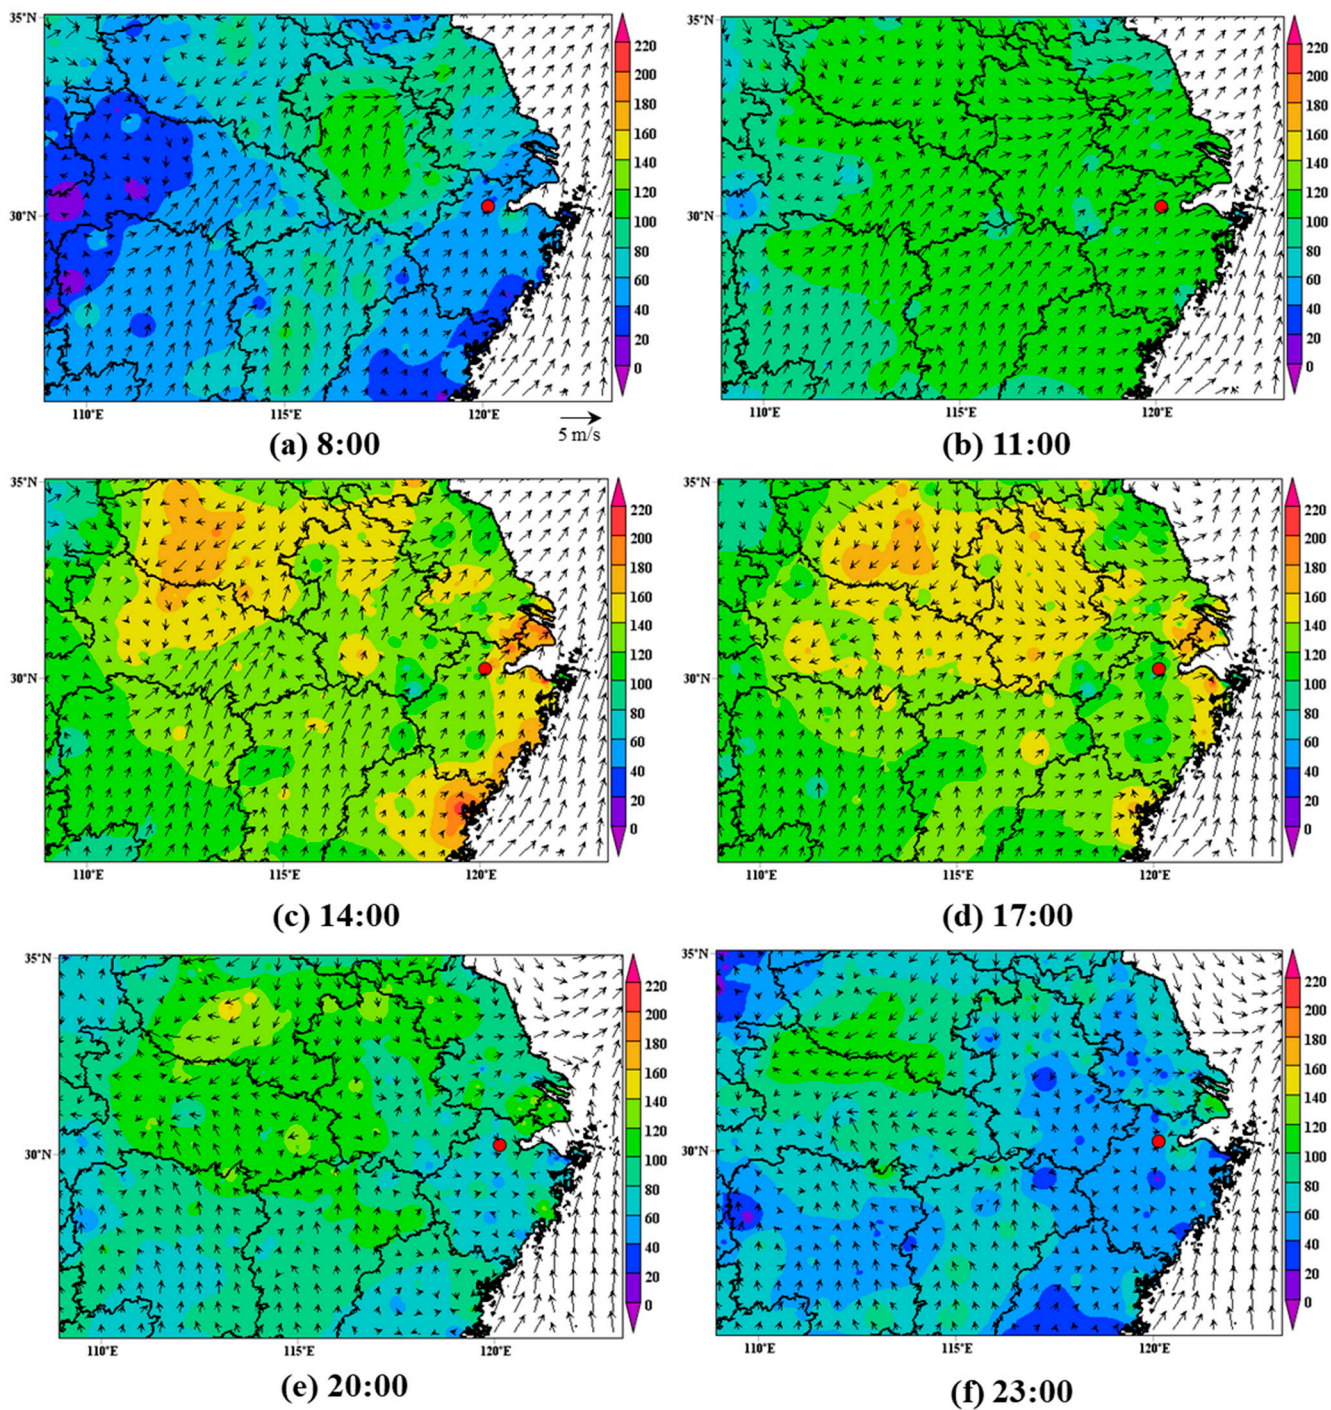 35°N
30°N
110°E
115°E
120°E
220
200
180
160
140
120
100
80
60
40
20
0
5 m/s
(a) 8:00
35°N
30°N
110°E
115°E
120°E
220
200
180
160
140
120
100
80
60
40
20
0
(b) 11:00
35°N
30°N
110°E
115°E
120°E
220
200
180
160
140
120
100
80
60
40
20
0
(c) 14:00
35°N
30°N
110°E
115°E
120°E
220
200
180
160
140
120
100
80
60
40
20
0
(d) 17:00
35°N
30°N
110°E
115°E
120°E
220
200
180
160
140
120
100
80
60
40
20
0
(e) 20:00
35°N
30°N
110°E
115°E
120°E
220
200
180
160
140
120
100
80
60
40
20
0
(f) 23:00